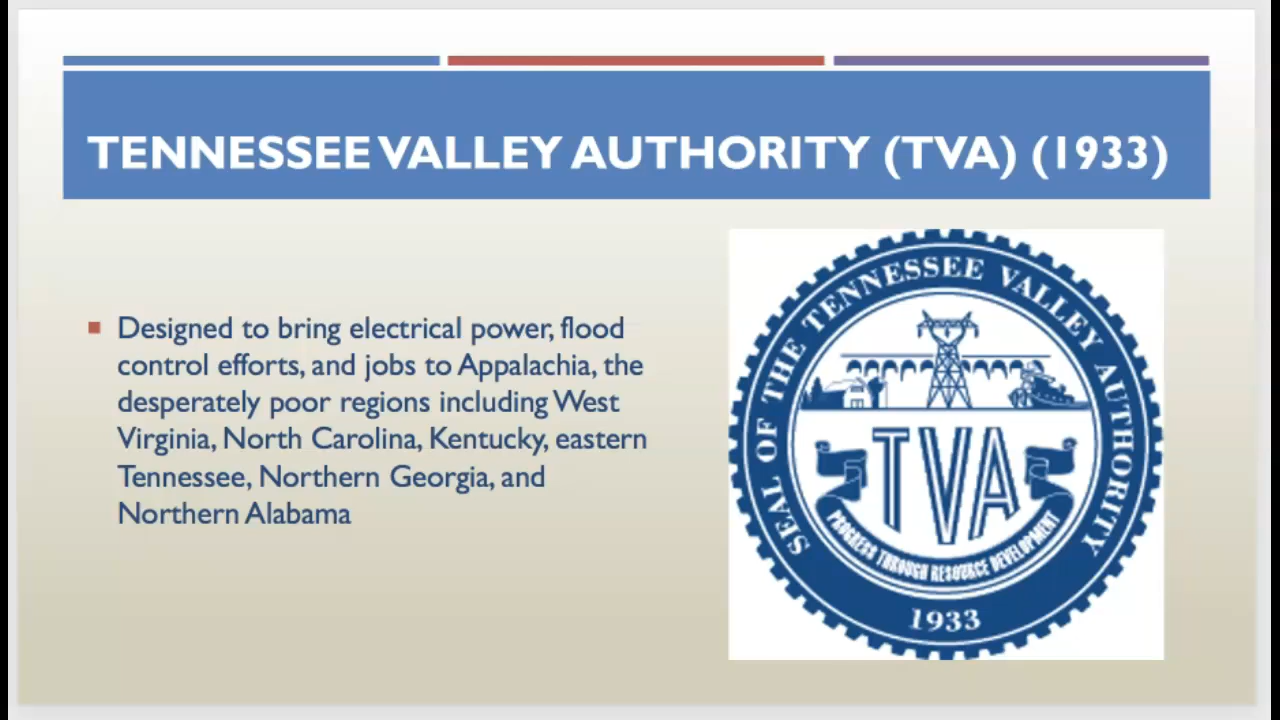 TENNESSEE VALLEY AUTHORITY (TVA) (1933)
Designed to bring electrical power, flood
control efforts, and jobs to Appalachia, the
desperately poor regions including West
Virginia, North Carolina, Kentucky, eastern
Tennessee, Northern Georgia, and
Northern Alabama
SEAL OF THE TENNESSEE VALLEY AUTHORITY
TVA
PROGRESS THROUGH RESOURCE DEVELOPMENT
1933